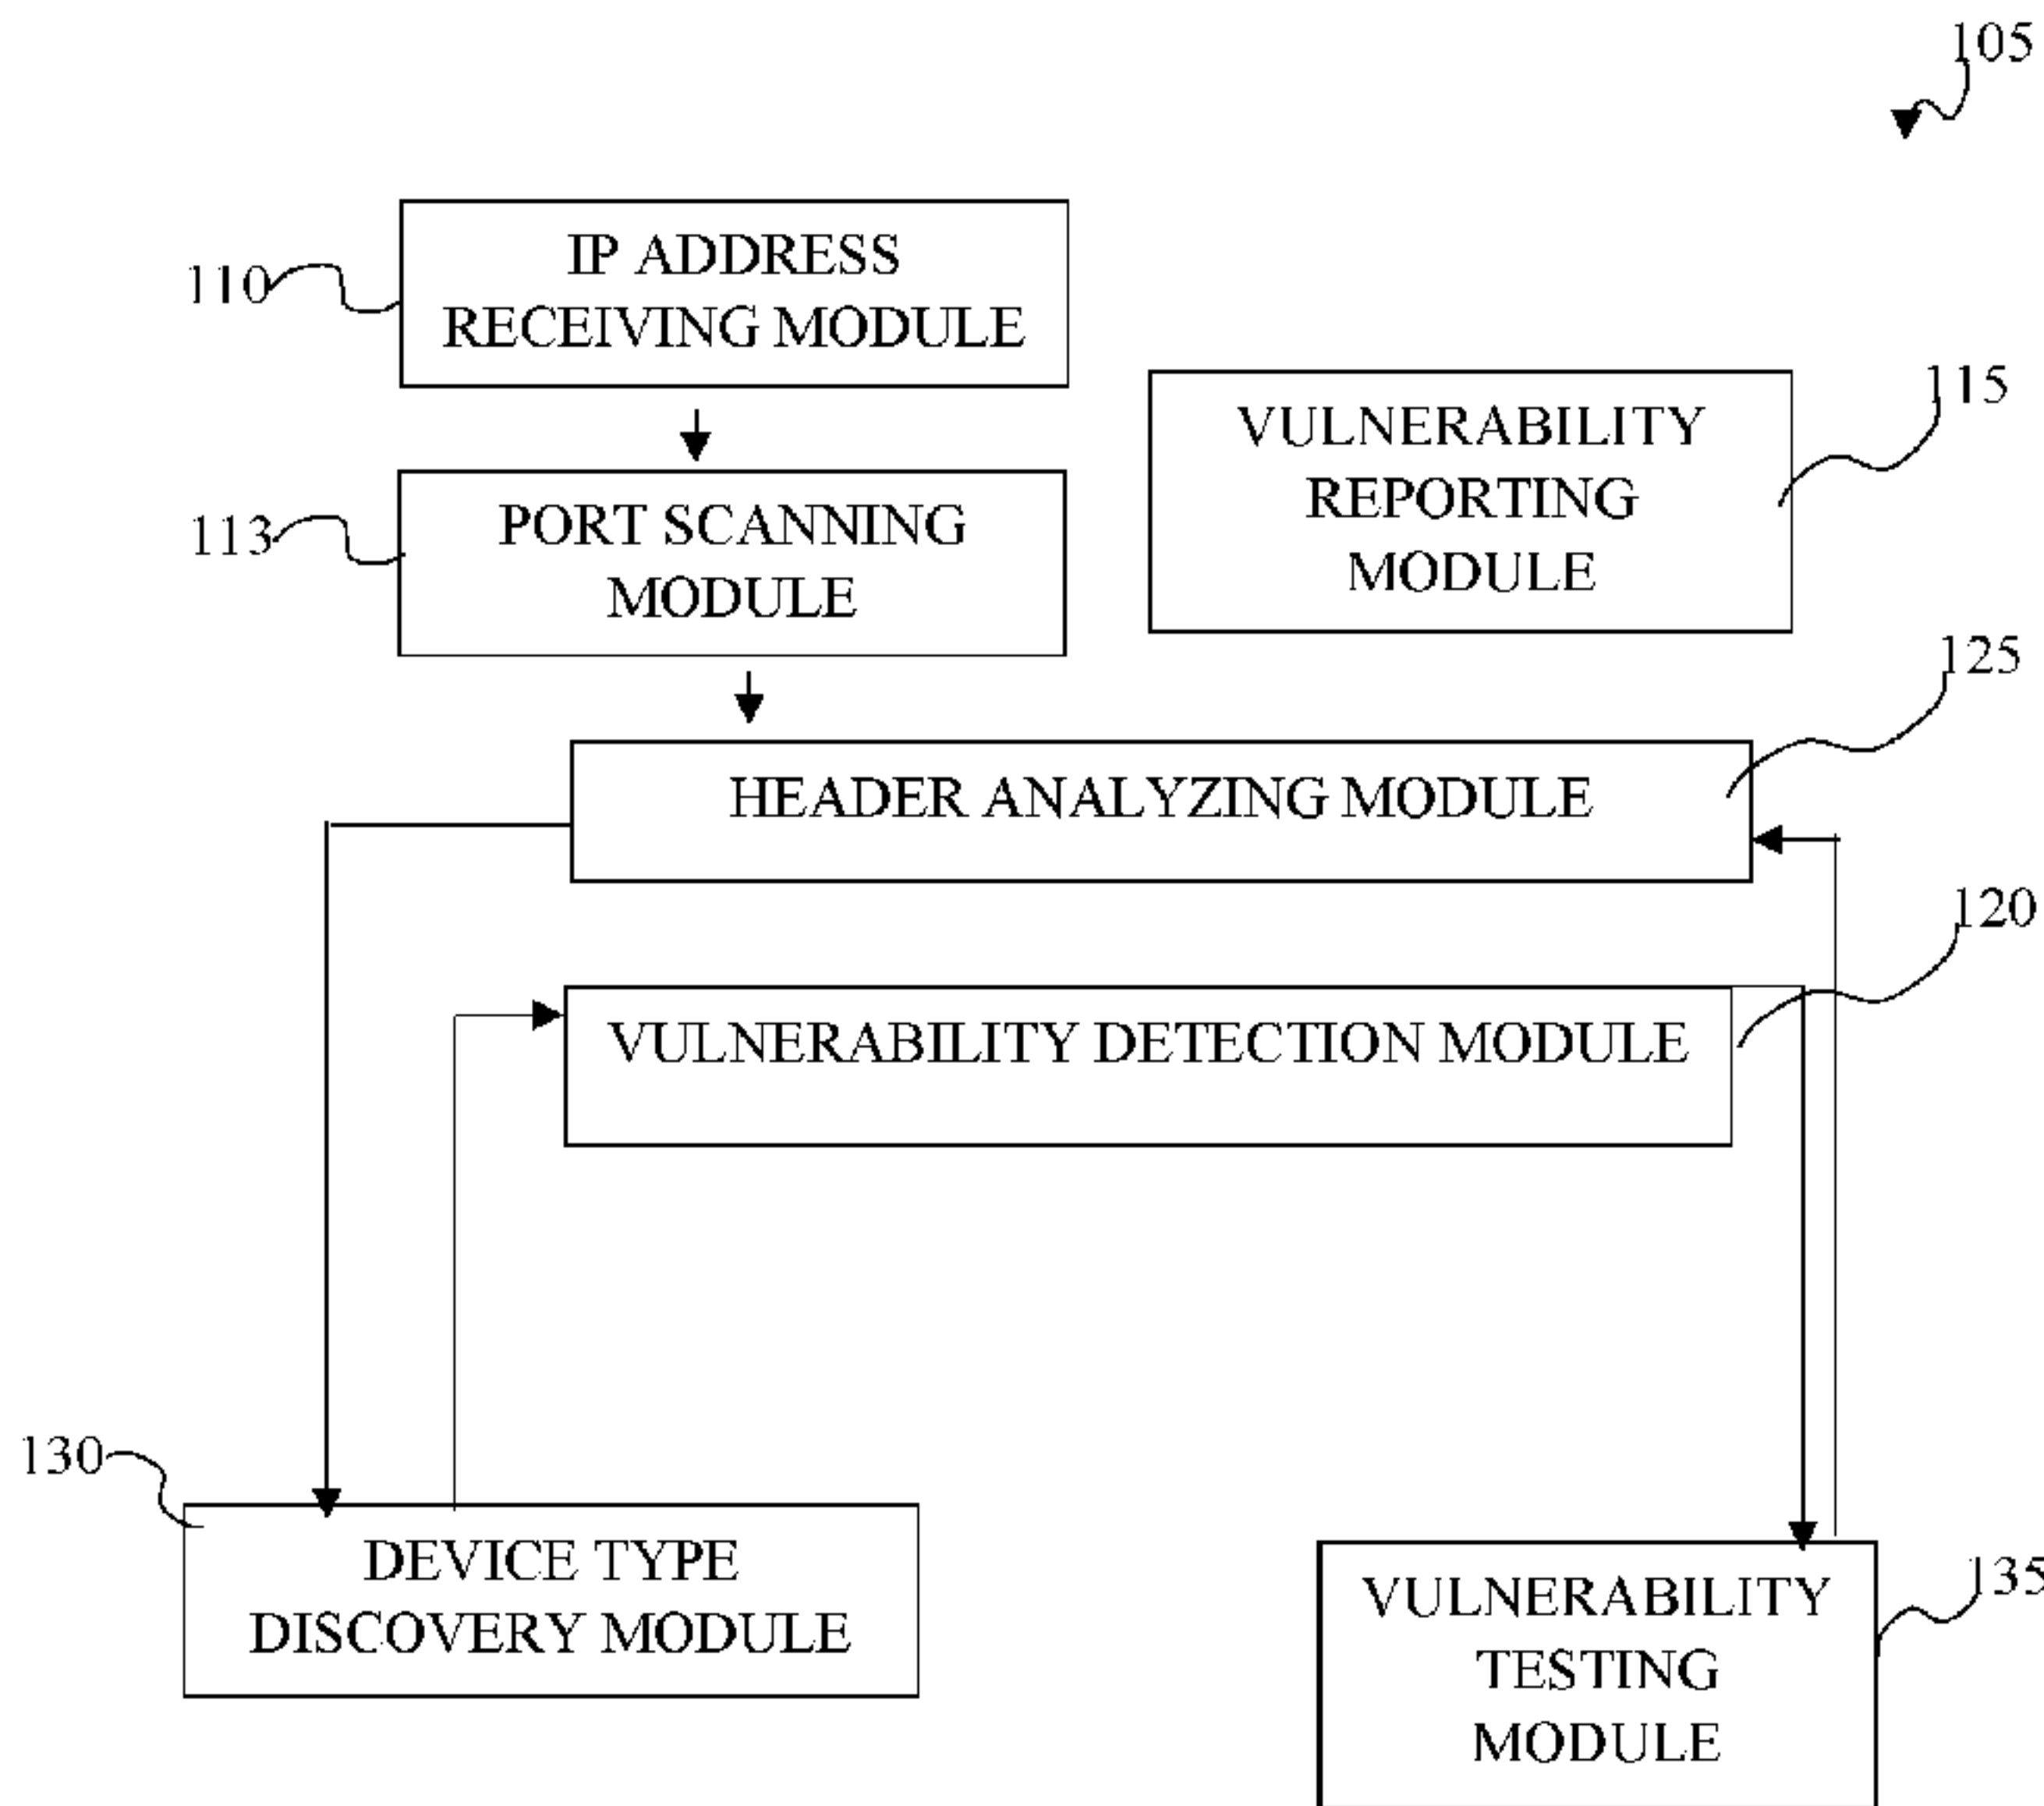 105
110
IP ADDRESS
RECEIVING MODULE
115
VULNERABILITY
REPORTING
MODULE
113
PORT SCANNING
MODULE
125
HEADER ANALYZING MODULE
120
VULNERABILITY DETECTION MODULE
130
DEVICE TYPE
DISCOVERY MODULE
135
VULNERABILITY
TESTING
MODULE